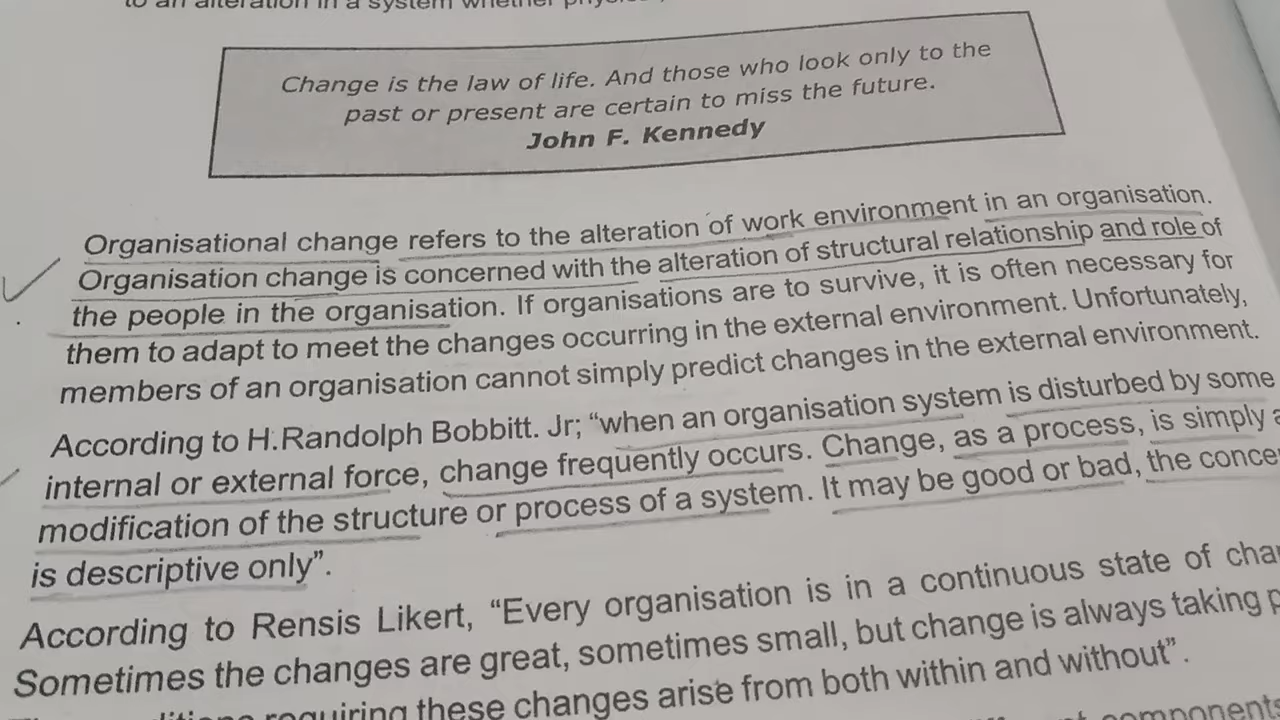 to an alteration in a system whether
Change is the law of life. And those who look only to the
past or present are certain to miss the future.
John F. Kennedy
Organisational change refers to the alteration of work environment in an organisation.
Organisation change is concerned with the alteration of structural relationship and role of
the people in the organisation. If organisations are to survive, it is often necessary for
them to adapt to meet the changes occurring in the external environment. Unfortunately,
members of an organisation cannot simply predict changes in the external environment.
According to H.Randolph Bobbitt. Jr; “when an organisation system is disturbed by some
internal or external force, change frequently occurs. Change, as a process, is simply
modification of the structure or process of a system. It may be good or bad, the
is descriptive only”.
According to Rensis Likert, “Every organisation is in a continuous state of
Sometimes the changes are great, sometimes small, but change is always taking
requiring these changes arise from both within and without”.